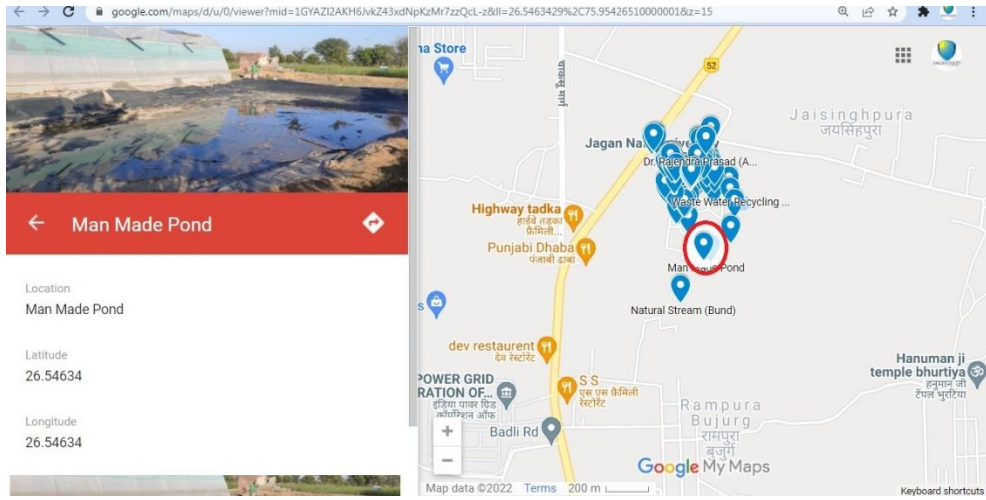 google.com/maps/d/u/0/viewer?mid=1GYAZI2AKH6JvkZ43xdNpKzMr7zzQcL-z&ll=26.5463429%2C75.95426510000001&z=15
Man Made Pond
Location
Man Made Pond
Latitude
26.54634
Longitude
26.54634
na Store
52
Jaisinghpura
जयसिंहपुरा
Jagan Na
Dr. Rajendra Prasad (A...
Waste Water Recycling ...
Highway tadka
हाईवे तड़का
फ़ैमिली...
Punjabi Dhaba
पंजाबी ढाबा
Pond
Natural Stream (Bund)
s
dev restaurent
देव रेस्टोरेंट
POWER GRID
RATION OF...
इंडिया पावर ग्रिड
कॉर्पोरेशन ऑफ़
S S
एस एस फ़ैमिली
रेस्टोरेंट
Hanuman ji
temple bhurtiya
हनुमान जी
टेंपल भुरटिया
Rampura
Bujurg
रामपुरा
बुजुर्ग
Badli Rd
Google My Maps
Map data ©2022 Terms 200 m
Keyboard shortcuts